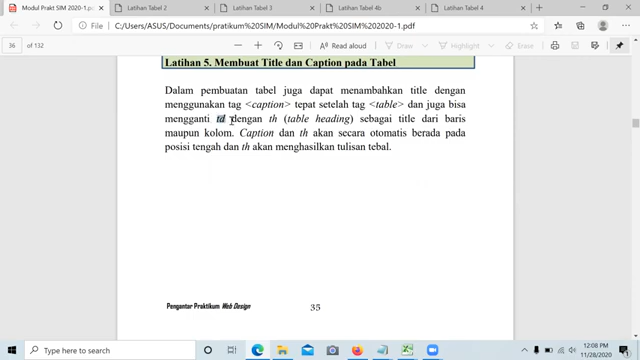 Modul Prakt SIM 2020-1.pdf
Latihan Tabel 2
Latihan Tabel 3
Latihan Tabel 4b
Latihan Tabel 4
File
C:/Users/ASUS/Documents/pratikum%20SIM/Modul%20Prakt%20SIM%202020-1.pdf
36 of 132
Read aloud
Draw
Highlight
Erase
Latihan 5. Membuat Title dan Caption pada Tabel
Dalam pembuatan tabel juga dapat menambahkan title dengan
menggunakan tag <caption> tepat setelah tag <table> dan juga bisa
mengganti td dengan th (table heading) sebagai title dari baris
maupun kolom. Caption dan th akan secara otomatis berada pada
posisi tengah dan th akan menghasilkan tulisan tebal.
Pengantar Praktikum Web Design
35
Type here to search
12:08 PM
11/28/2020